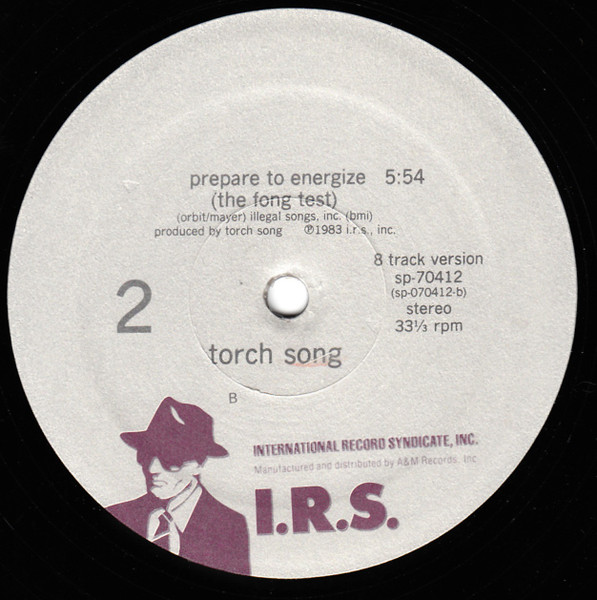 prepare to energize 5:54
(the fong test)
(orbit/mayer) illegal songs, inc. (bmi)
produced by torch song ℗1983 i.r.s., inc.
8 track version
sp-70412
(sp-070412-b)
stereo
33⅓ rpm
2
torch song
B
INTERNATIONAL RECORD SYNDICATE, INC.
Manufactured and distributed by A&M Records, Inc.
I.R.S.